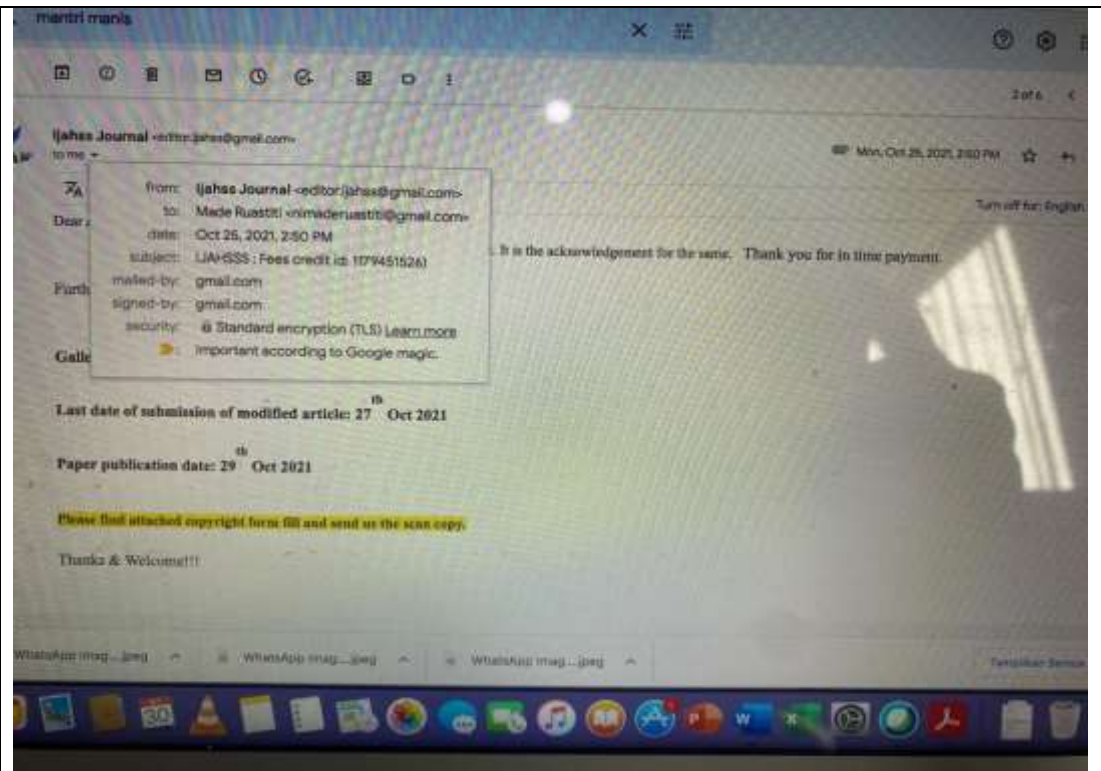 mantri manis
2 of 6
Ijahss Journal <editor.ijahss@gmail.com>
to me
Mon, Oct 25, 2021, 2:50 PM
from: Ijahss Journal <editor.ijahss@gmail.com>
to: Made Ruastiti <nimaderuastiti@gmail.com>
date: Oct 25, 2021, 2:50 PM
subject: IJAHSSS : Fees credit id: 1179451526)
mailed-by: gmail.com
signed-by: gmail.com
security: Standard encryption (TLS) Learn more
Important according to Google magic.
Turn off for: English
Dear
. It is the acknowledgement for the same. Thank you for in time payment.
Furth
Galle
Last date of submission of modified article: 27th Oct 2021
Paper publication date: 29th Oct 2021
Please find attached copyright form fill and send us the scan copy.
Thanks & Welcome!!!
WhatsApp Imag....jpeg
WhatsApp Imag....jpeg
WhatsApp Imag....jpeg
Tampilkan Semua
30